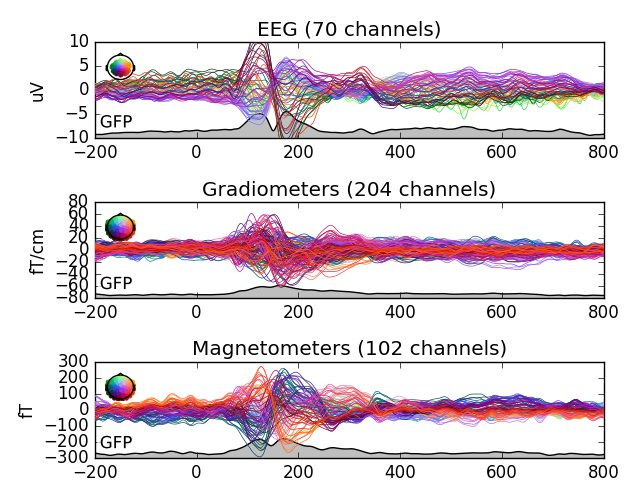 EEG (70 channels)
10
5
0
−5
−10
uV
GFP
−200 0 200 400 600 800
Gradiometers (204 channels)
80
60
40
20
0
−20
−40
−60
−80
fT/cm
GFP
−200 0 200 400 600 800
Magnetometers (102 channels)
300
200
100
0
−100
−200
−300
fT
GFP
−200 0 200 400 600 800